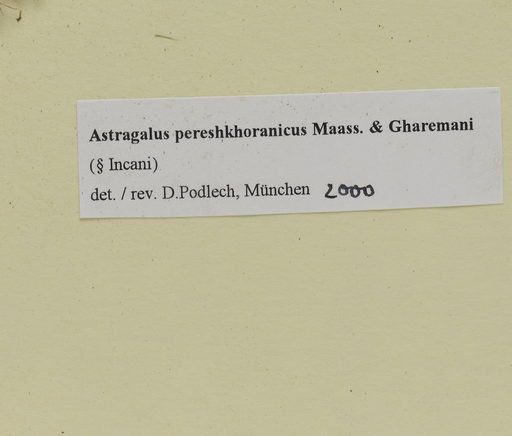 Astragalus pereshkhoranicus Maass. & Gharemani
(§ Incani)
det. / rev. D.Podlech, München 2000